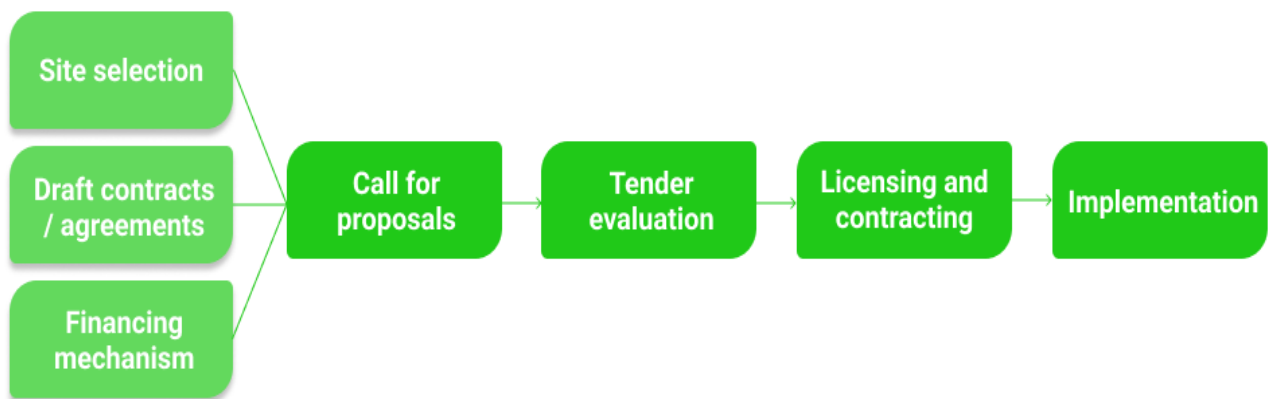 Site selection
Draft contracts
/ agreements
Financing
mechanism
Call for
proposals
Tender
evaluation
Licensing and
contracting
Implementation